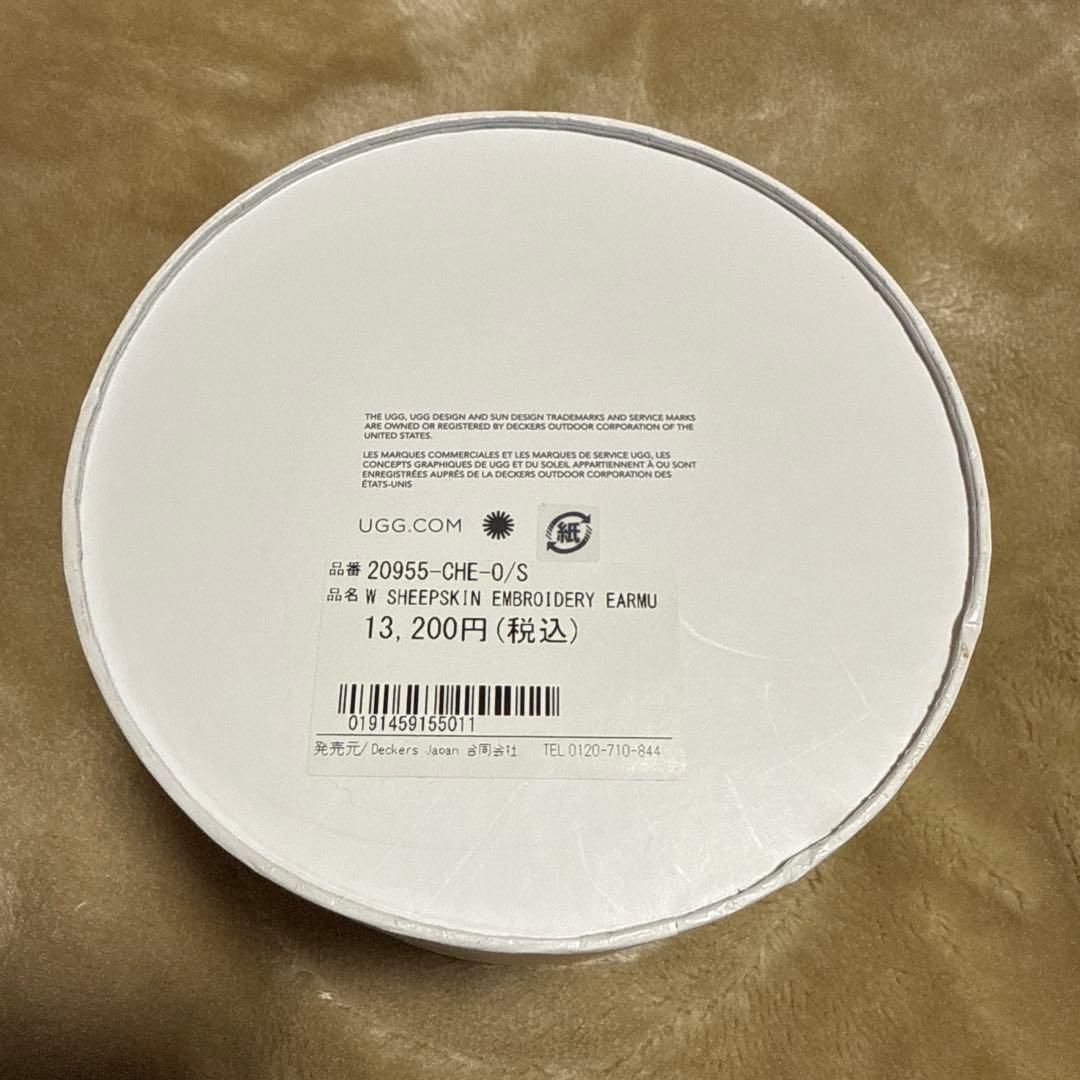 THE UGG, UGG DESIGN AND SUN DESIGN TRADEMARKS AND SERVICE MARKS
ARE OWNED OR REGISTERED BY DECKERS OUTDOOR CORPORATION OF THE
UNITED STATES.
LES MARQUES COMMERCIALES ET LES MARQUES DE SERVICE UGG, LES
CONCEPTS GRAPHIQUES DE UGG ET DU SOLEIL APPARTIENNENT À OU SONT
ENREGISTRÉES AUPRÈS DE LA DECKERS OUTDOOR CORPORATION DES
ÉTATS-UNIS
UGG.COM 紙
品番 20955-CHE-O/S
品名 W SHEEPSKIN EMBROIDERY EARMU
13,200円(税込)
0191459155011
発売元/Deckers Japan 合同会社 TEL 0120-710-844